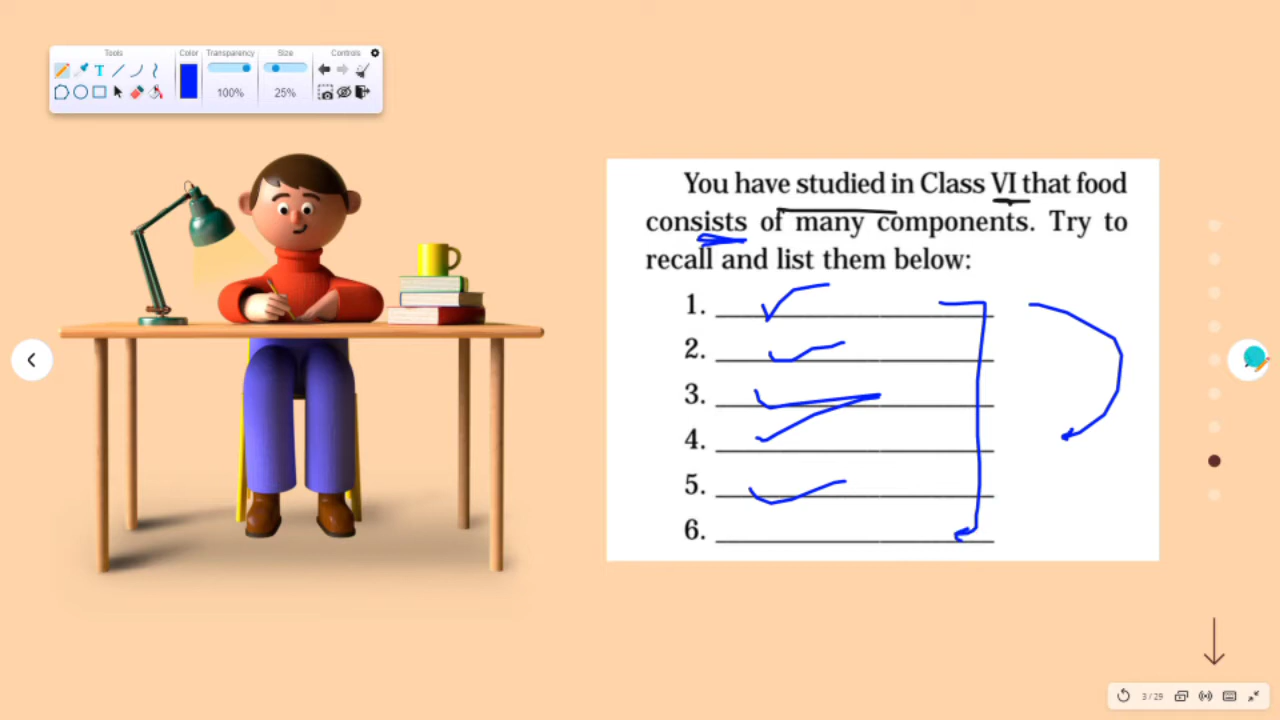 Tools
Color
Transparency
Size
Controls
T
100%
25%
You have studied in Class VI that food
consists of many components. Try to
recall and list them below:
1.
2.
3.
4.
5.
6.
3 / 29